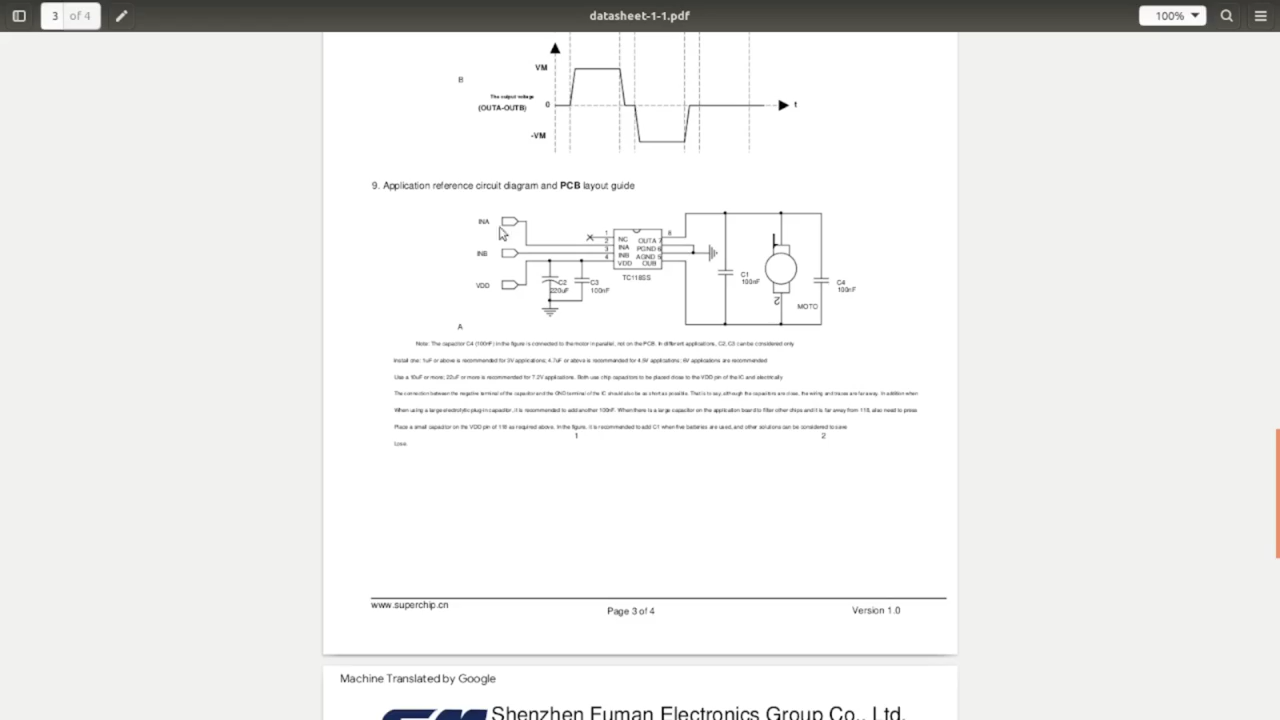 3 of 4
datasheet-1-1.pdf
100%
VM
B
The output voltage
(OUTA-OUTB)
0
t
-VM
9. Application reference circuit diagram and PCB layout guide
INA
INB
VDD
1
2
3
4
NC
INA
INB
VDD
OUTA
PGND
AGND
OUB
8
7
6
5
TC118SS
C2
220uF
C3
100nF
C1
100nF
2
MOTO
C4
100nF
A
Note: The capacitor C4 (100nF) in the figure is connected to the motor in parallel, not on the PCB. In different applications, C2, C3 can be considered only
Install one: 1uF or above is recommended for 3V applications; 4.7uF or above is recommended for 4.5V applications; 6V applications are recommended
Use a 10uF or more; 22uF or more is recommended for 7.2V applications. Both use chip capacitors to be placed close to the VDD pin of the IC and electrically
The connection between the negative terminal of the capacitor and the GND terminal of the IC should also be as short as possible. That is to say, although the capacitors are close, the wiring and traces are far away. In addition when
When using a large electrolytic plug-in capacitor, it is recommended to add another 100nF. When there is a large capacitor on the application board to filter other chips and it is far away from 118, also need to press
Place a small capacitor on the VDD pin of 118 as required above. In the figure, it is recommended to add C1 when five batteries are used, and other solutions can be considered to save
1
2
www.superchip.cn
Page 3 of 4
Version 1.0
Machine Translated by Google
Shenzhen Fuman Electronics Group Co., Ltd.